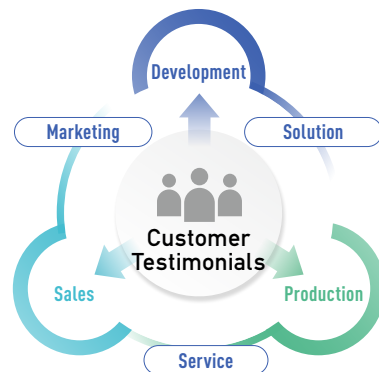 Development
Marketing
Solution
Customer
Testimonials
Sales
Production
Service